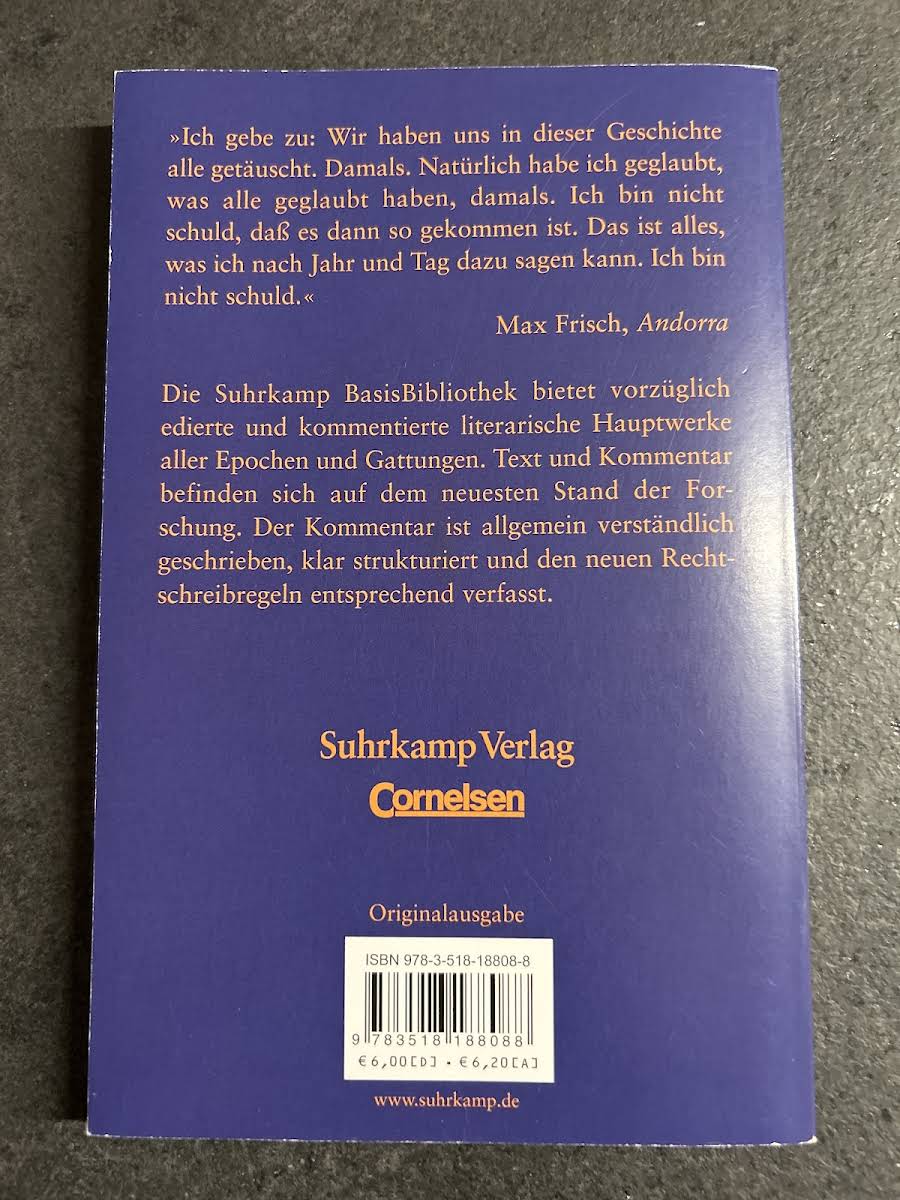 »Ich gebe zu: Wir haben uns in dieser Geschichte
alle getäuscht. Damals. Natürlich habe ich geglaubt,
was alle geglaubt haben, damals. Ich bin nicht
schuld, daß es dann so gekommen ist. Das ist alles,
was ich nach Jahr und Tag dazu sagen kann. Ich bin
nicht schuld.«
Max Frisch, Andorra
Die Suhrkamp BasisBibliothek bietet vorzüglich
edierte und kommentierte literarische Hauptwerke
aller Epochen und Gattungen. Text und Kommentar
befinden sich auf dem neuesten Stand der For-
schung. Der Kommentar ist allgemein verständlich
geschrieben, klar strukturiert und den neuen Recht-
schreibregeln entsprechend verfasst.
Suhrkamp Verlag
Cornelsen
Originalausgabe
ISBN 978-3-518-18808-8
9 783518 188088
€ 6,00 [D] • € 6,20 [A]
www.suhrkamp.de